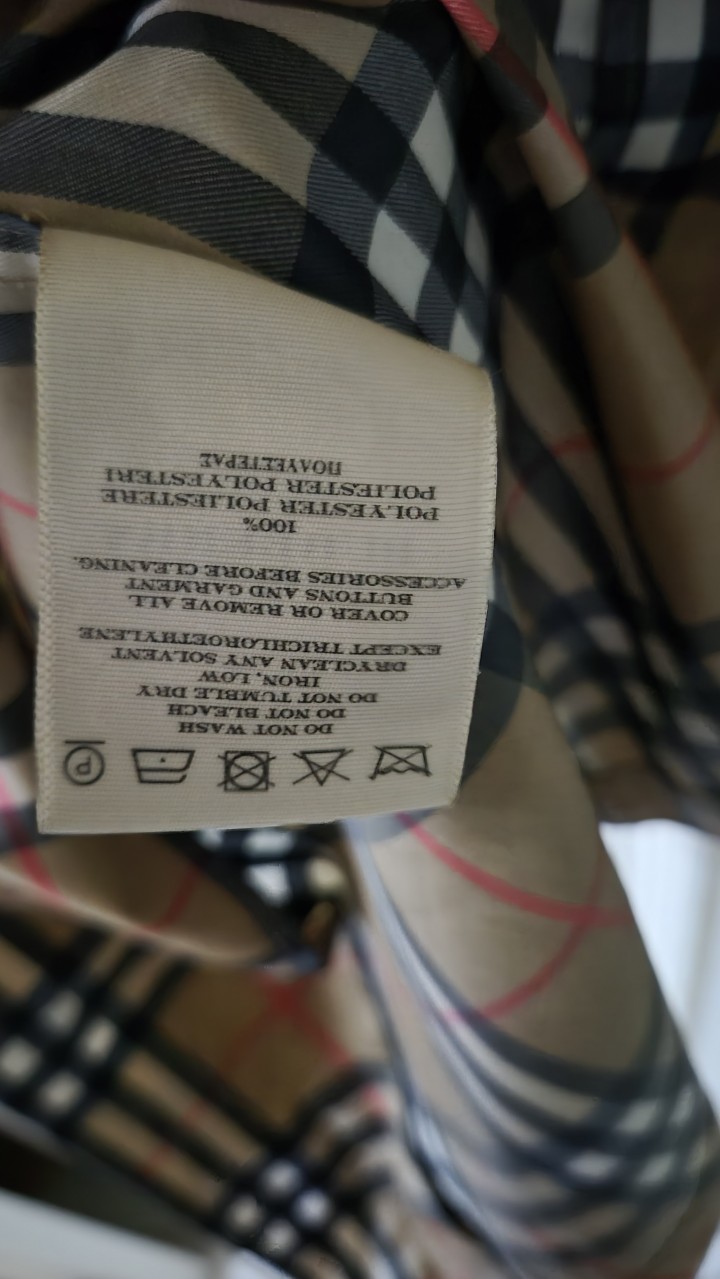 DO NOT WASH
DO NOT BLEACH
DO NOT TUMBLE DRY
IRON, LOW
DRYCLEAN ANY SOLVENT
EXCEPT TRICHLOROETHYLENE
COVER OR REMOVE ALL
BUTTONS AND GARMENT
ACCESSORIES BEFORE CLEANING.
100%
POLYESTER POLIESTERE
POLIESTER POLYESTERI
ΠΟΛΥΕΣΤΕΡΑΣ